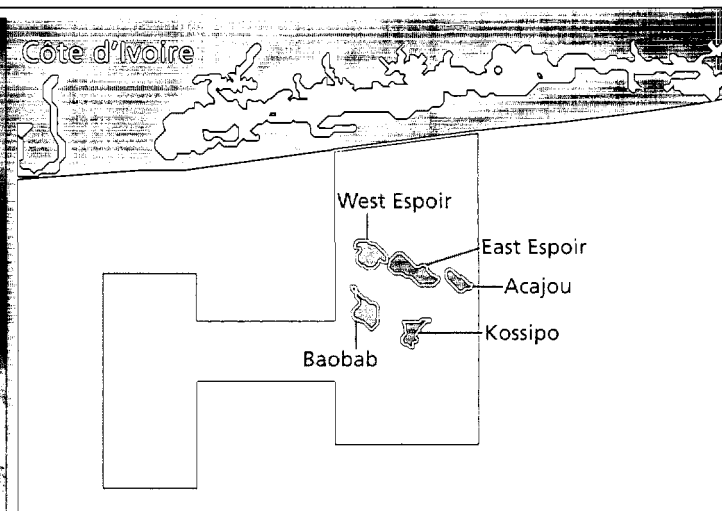 Côte d'Ivoire
West Espoir
East Espoir
Acajou
Kossipo
Baobab